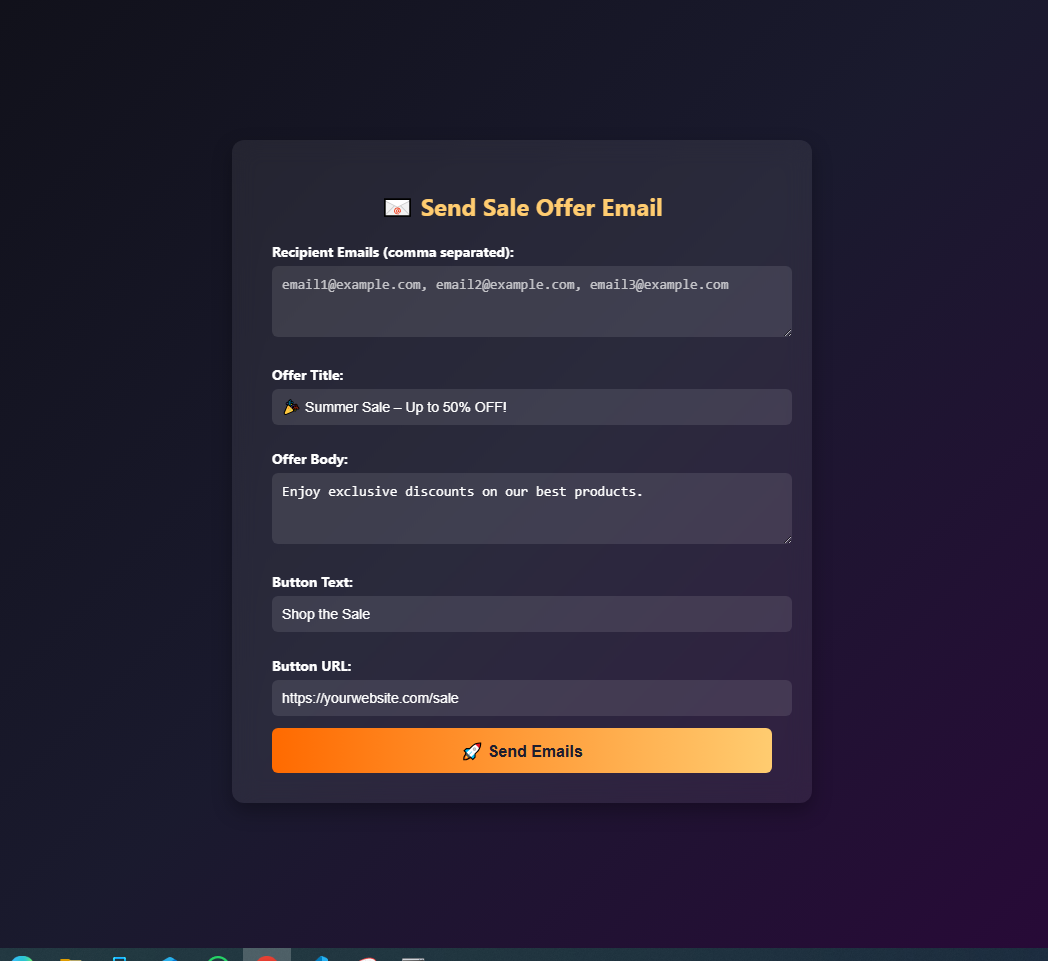 📧 Send Sale Offer Email
Recipient Emails (comma separated):
email1@example.com, email2@example.com, email3@example.com
Offer Title:
🎉 Summer Sale – Up to 50% OFF!
Offer Body:
Enjoy exclusive discounts on our best products.
Button Text:
Shop the Sale
Button URL:
https://yourwebsite.com/sale
🚀 Send Emails